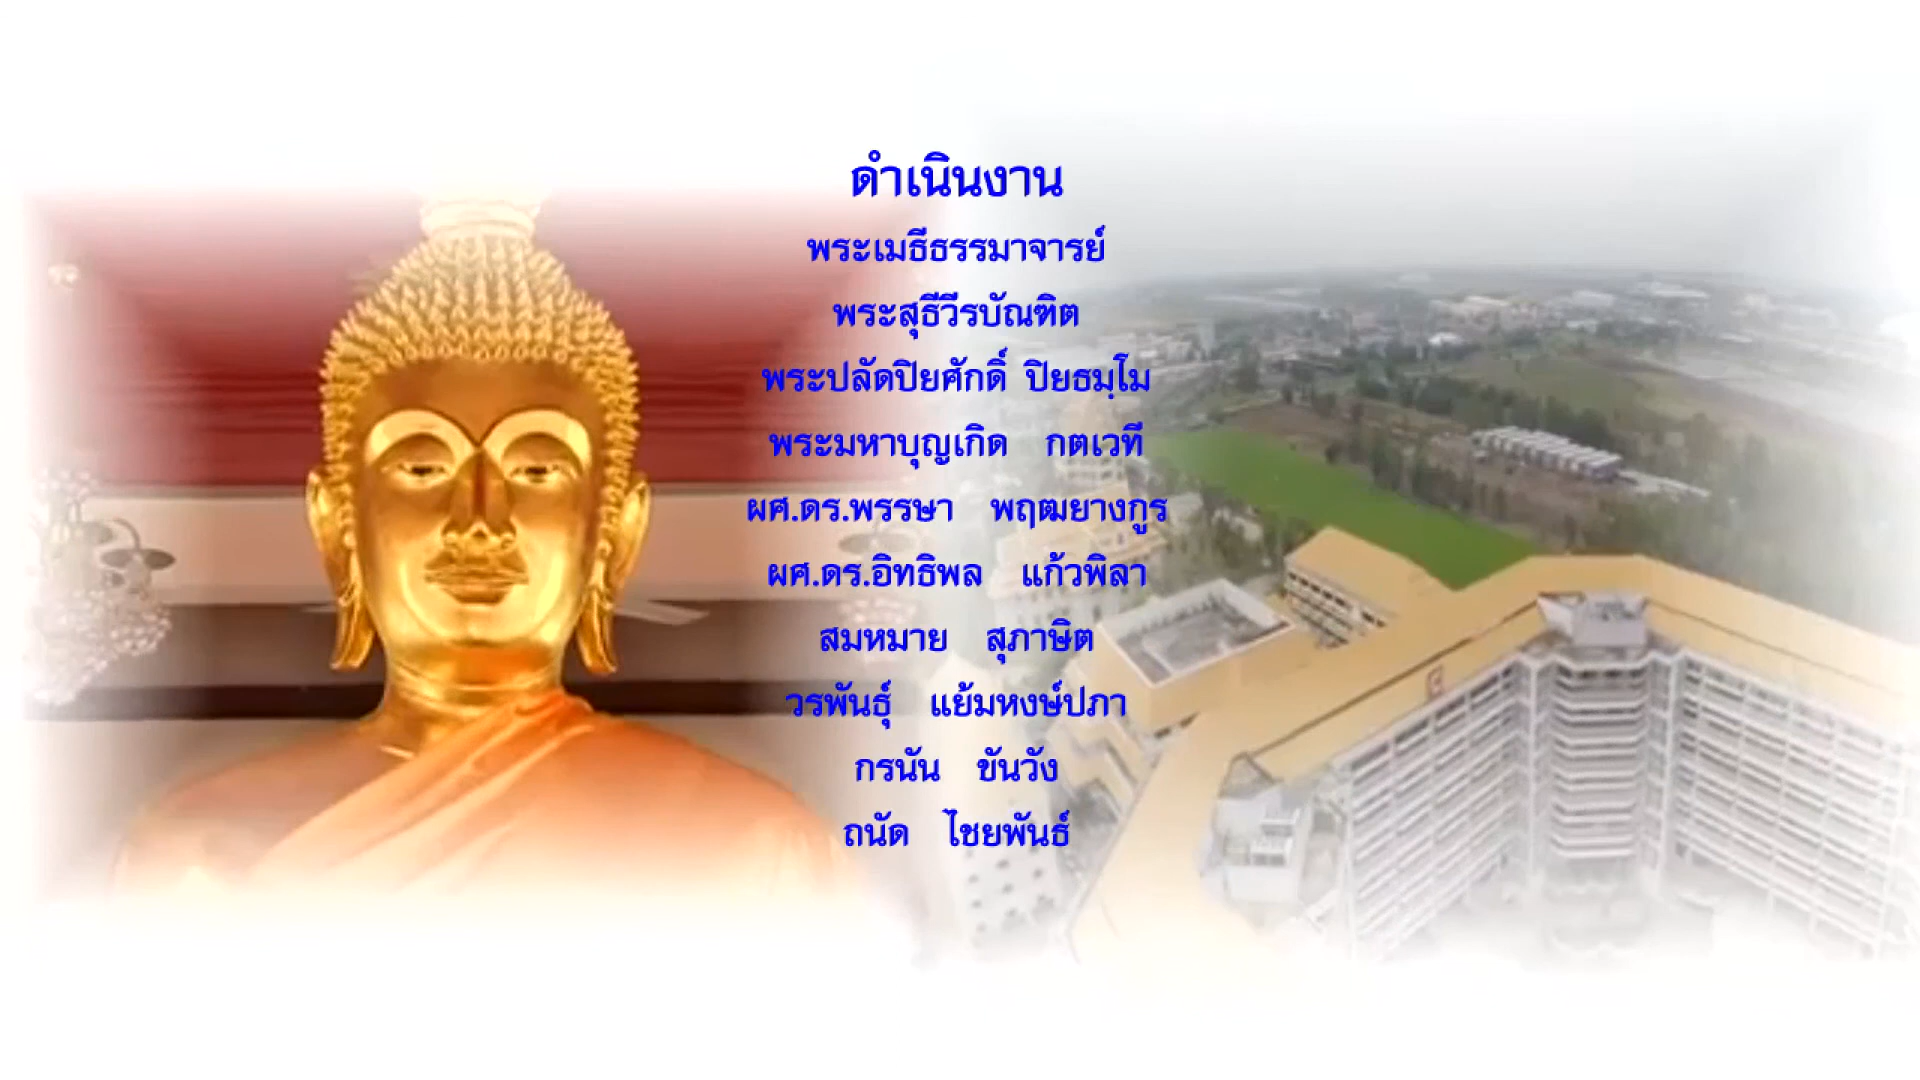 ดำเนินงาน
พระเมธีธรรมาจารย์
พระสุธีวีรบัณฑิต
พระปลัดปิยศักดิ์ ปิยธมฺโม
พระมหาบุญเกิด กตเวที
ผศ.ดร.พรรษา พฤฒยางกูร
ผศ.ดร.อิทธิพล แก้วพิลา
สมหมาย สุภาษิต
วรพันธุ์ แย้มหงษ์ปภา
กรนัน ขันวัง
ถนัด ไชยพันธ์